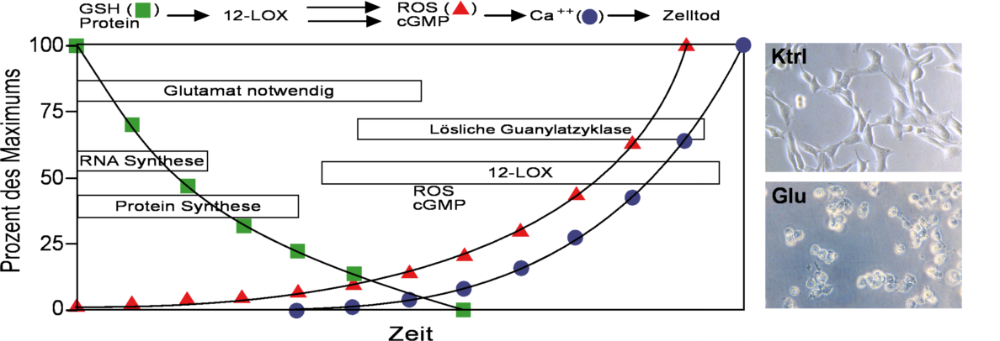 GSH (■) → 12-LOX → ROS (▲) → Ca++ (●) → Zelltod
Protein cGMP
Prozent des Maximums
100
75
50
25
0
Glutamat notwendig
Lösliche Guanylatzyklase
RNA Synthese
12-LOX
ROS
cGMP
Protein Synthese
Zeit
Ktrl
Glu